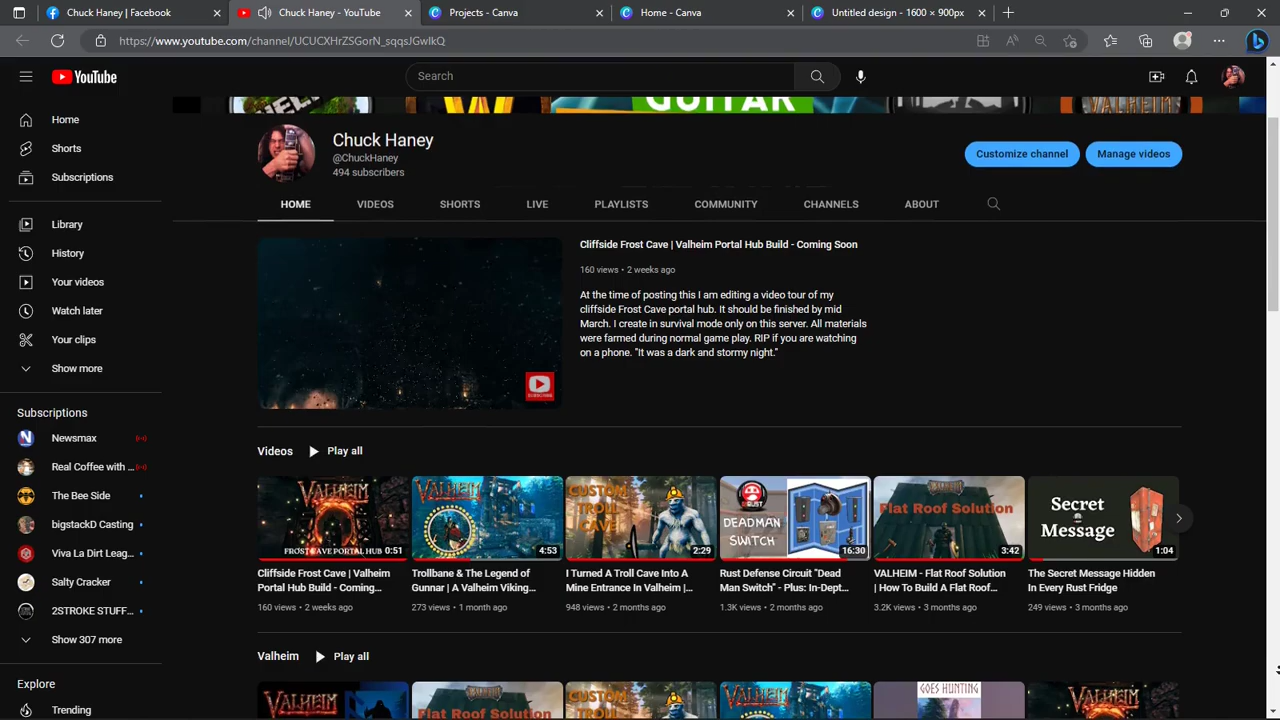 Chuck Haney | Facebook
Chuck Haney - YouTube
Projects - Canva
Home - Canva
Untitled design - 1600 × 900px
https://www.youtube.com/channel/UCUCXHrZSGorN_sqqsJGwIkQ
YouTube
Search
GUITAR
VALHEIM
Chuck Haney
@ChuckHaney
494 subscribers
Customize channel
Manage videos
HOME
VIDEOS
SHORTS
LIVE
PLAYLISTS
COMMUNITY
CHANNELS
ABOUT
Home
Shorts
Subscriptions
Library
History
Your videos
Watch later
Your clips
Show more
Subscriptions
Newsmax
Real Coffee with ...
The Bee Side
bigstackD Casting
Viva La Dirt Leag...
Salty Cracker
2STROKE STUFF...
Show 307 more
Explore
Trending
SUBSCRIBE
Cliffside Frost Cave | Valheim Portal Hub Build - Coming Soon
160 views • 2 weeks ago
At the time of posting this I am editing a video tour of my
cliffside Frost Cave portal hub. It should be finished by mid
March. I create in survival mode only on this server. All materials
were farmed during normal game play. RIP if you are watching
on a phone. "It was a dark and stormy night."
Videos
Play all
VALHEIM
FROST CAVE PORTAL HUB
0:51
Cliffside Frost Cave | Valheim
Portal Hub Build - Coming...
160 views • 2 weeks ago
VALHEIM
4:53
Trollbane & The Legend of
Gunnar | A Valheim Viking...
273 views • 1 month ago
CUSTOM
TROLL
CAVE
2:29
I Turned A Troll Cave Into A
Mine Entrance In Valheim |...
948 views • 2 months ago
RUST
DEADMAN
SWITCH
16:30
Rust Defense Circuit "Dead
Man Switch" - Plus: In-Dept...
1.3K views • 2 months ago
VALHEIM
Flat Roof Solution
3:42
VALHEIM - Flat Roof Solution
| How To Build A Flat Roof...
3.2K views • 3 months ago
Secret
Message
1:04
The Secret Message Hidden
In Every Rust Fridge
249 views • 3 months ago
Valheim
Play all
VALHEIM
Flat Roof Solution
CUSTOM
TROLL
VALHEIM
GOES HUNTING
VALHEIM